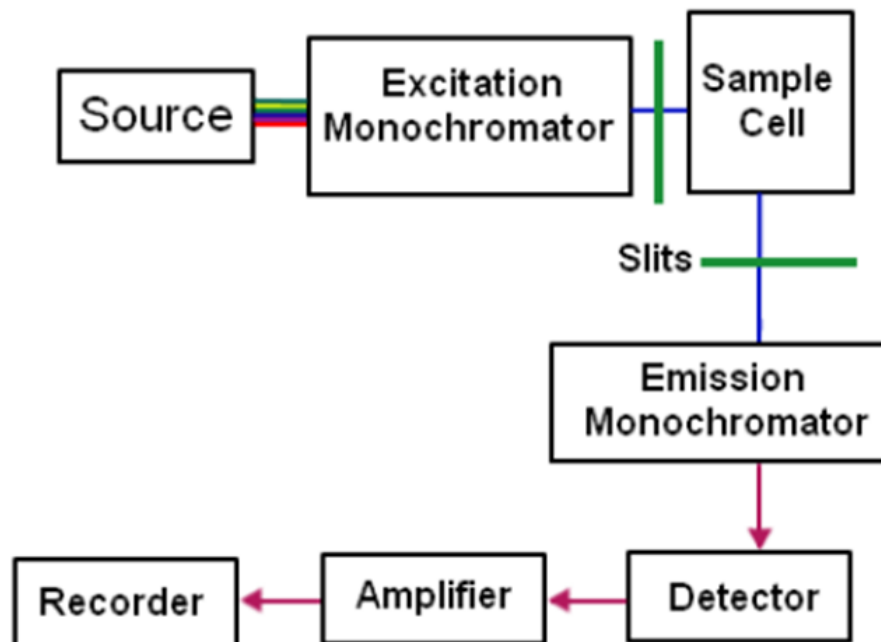 Source
Excitation
Monochromator
Sample
Cell
Slits
Emission
Monochromator
Recorder
Amplifier
Detector